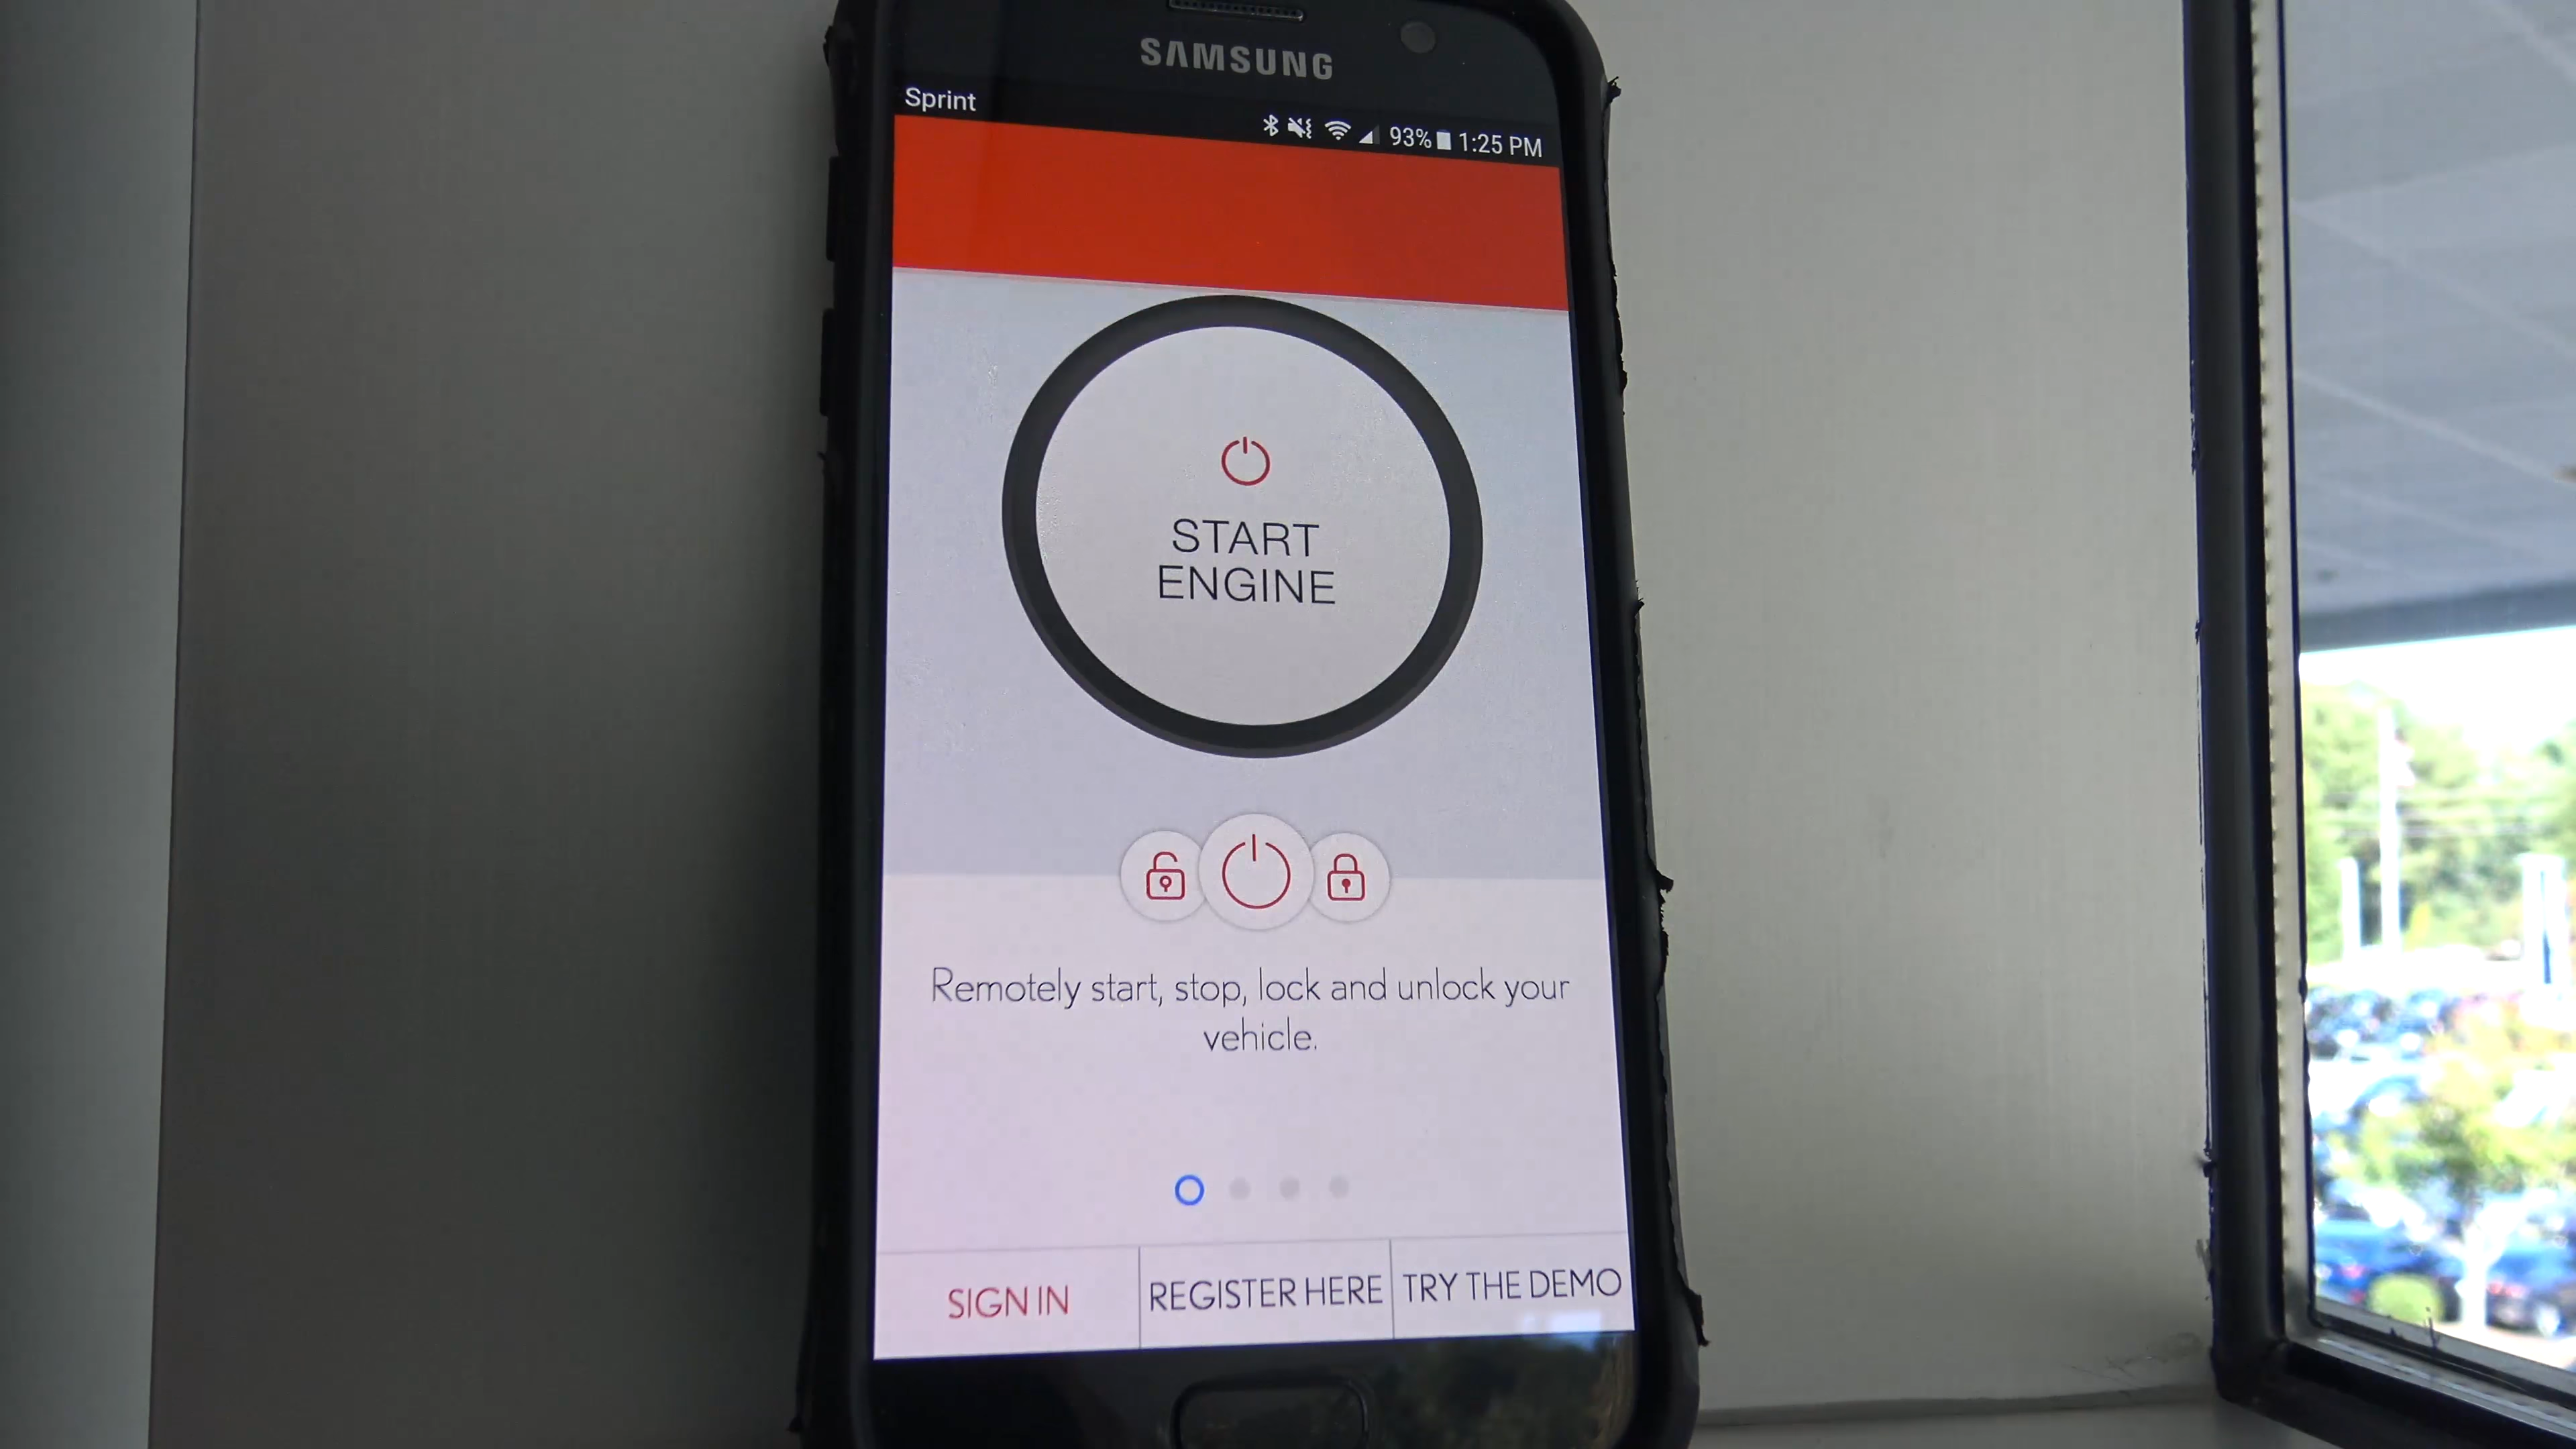 SAMSUNG
Sprint
93% 1:25 PM
START
ENGINE
Remotely start, stop, lock and unlock your
vehicle.
SIGN IN
REGISTER HERE
TRY THE DEMO